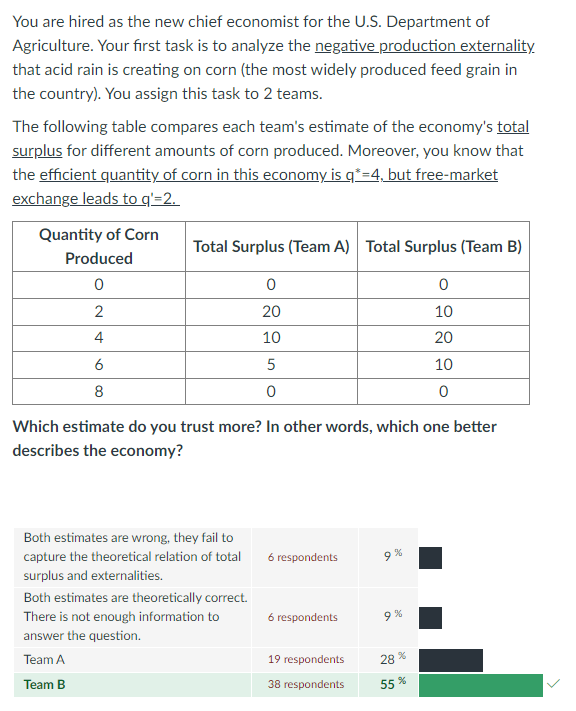 You are hired as the new chief economist for the U.S. Department of
Agriculture. Your first task is to analyze the negative production externality
that acid rain is creating on corn (the most widely produced feed grain in
the country). You assign this task to 2 teams.
The following table compares each team's estimate of the economy's total
surplus for different amounts of corn produced. Moreover, you know that
the efficient quantity of corn in this economy is q*=4, but free-market
exchange leads to q'=2.
Quantity of Corn
Produced
Total Surplus (Team A)
Total Surplus (Team B)
0 0 0
2 20 10
4 10 20
6 5 10
8 0 0
Which estimate do you trust more? In other words, which one better
describes the economy?
Both estimates are wrong, they fail to
capture the theoretical relation of total
surplus and externalities.
6 respondents 9 %
Both estimates are theoretically correct.
There is not enough information to
answer the question.
6 respondents 9 %
Team A 19 respondents 28 %
Team B 38 respondents 55 %